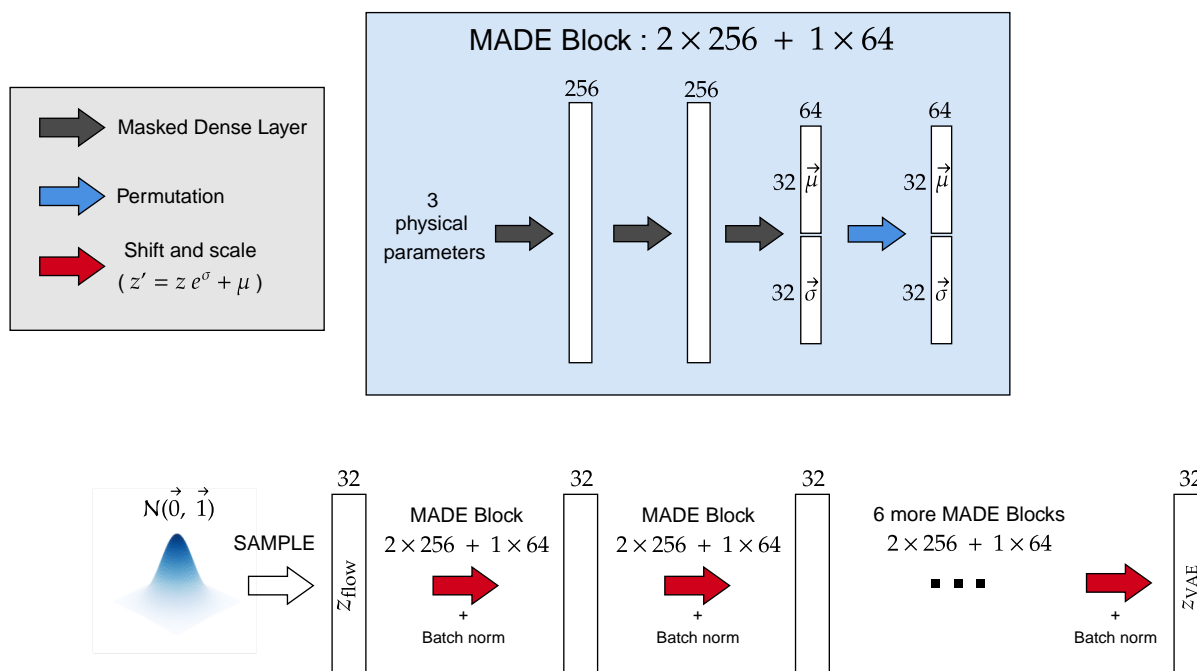 MADE Block : 2 × 256 + 1 × 64
Masked Dense Layer
Permutation
Shift and scale
( z′ = z e^σ + μ )
3
physical
parameters
256
256
64
32 μ⃗
32 σ⃗
64
32 μ⃗
32 σ⃗
N(0⃗, 1⃗)
SAMPLE
32
z_flow
MADE Block
2 × 256 + 1 × 64
+
Batch norm
32
MADE Block
2 × 256 + 1 × 64
+
Batch norm
32
6 more MADE Blocks
2 × 256 + 1 × 64
...
+
Batch norm
32
z_VAE